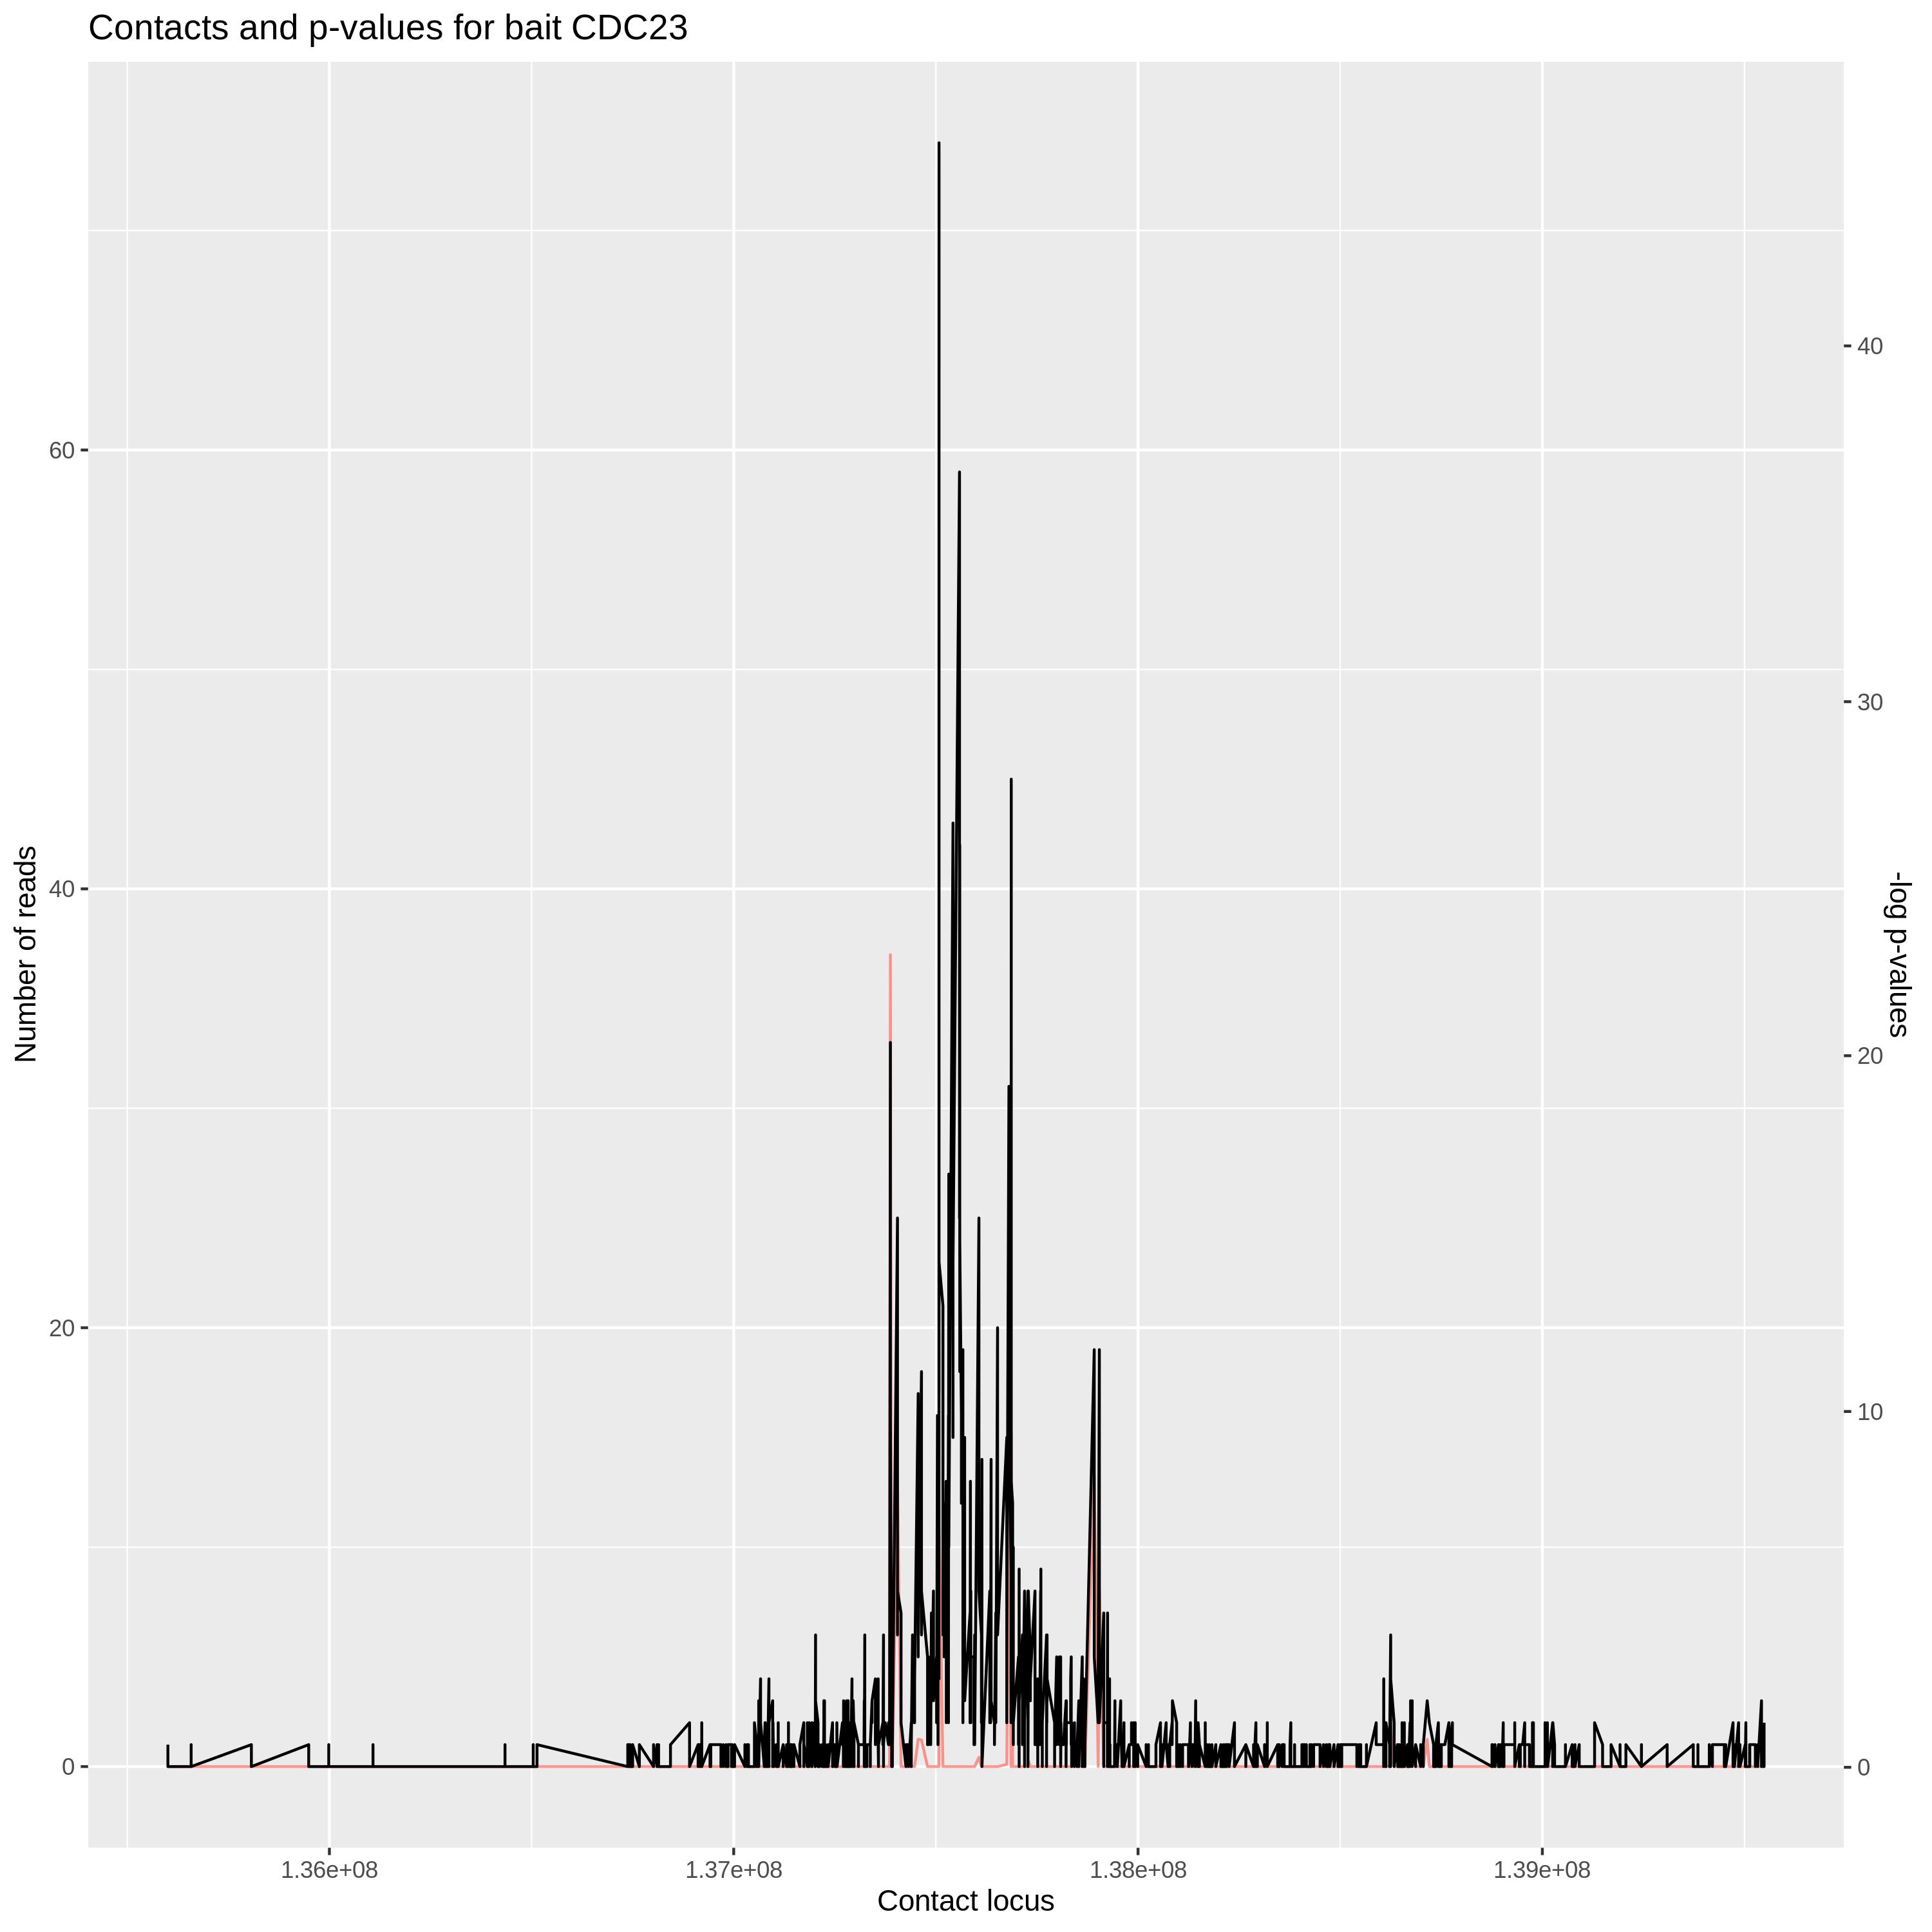 Contacts and p-values for bait CDC23
Number of reads
60
40
20
0
40
30
20
10
0
-log p-values
1.36e+08
1.37e+08
1.38e+08
1.39e+08
Contact locus